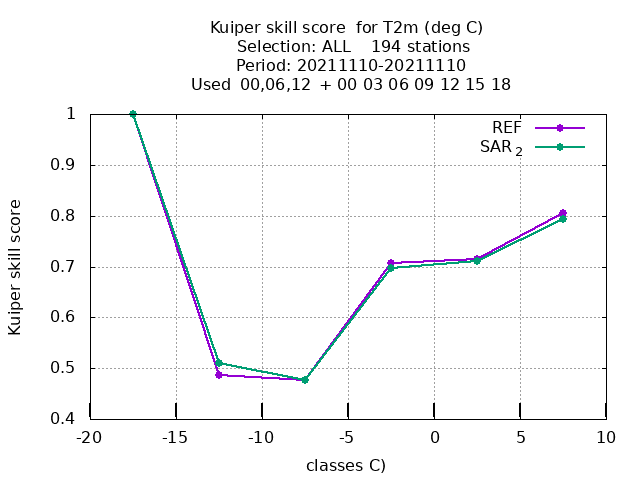 Kuiper skill score  for T2m (deg C)
Selection: ALL    194 stations
Period: 20211110-20211110
Used  00,06,12  + 00 03 06 09 12 15 18
REF
SAR 2
1
0.9
0.8
0.7
0.6
0.5
0.4
Kuiper skill score
-20 -15 -10 -5 0 5 10
classes C)